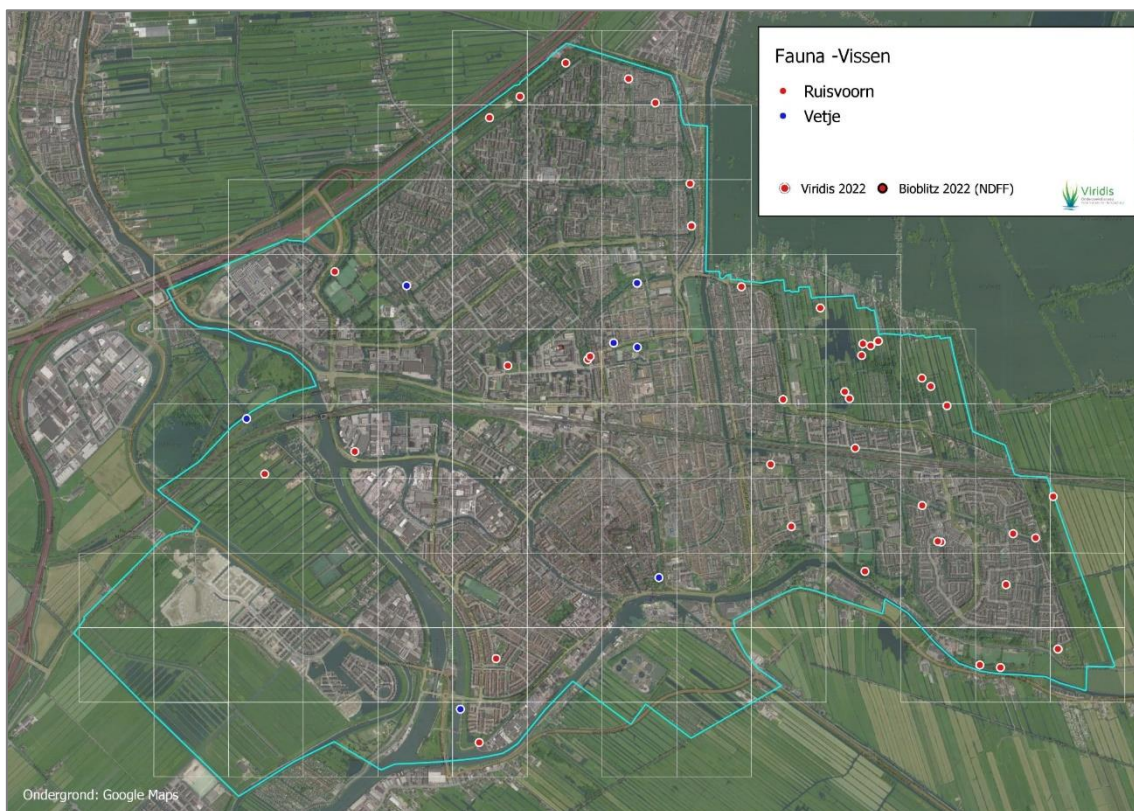 Fauna -Vissen
Ruisvoorn
Vetje
Viridis 2022
Bioblitz 2022 (NDFF)
Viridis
Ondergrond: Google Maps